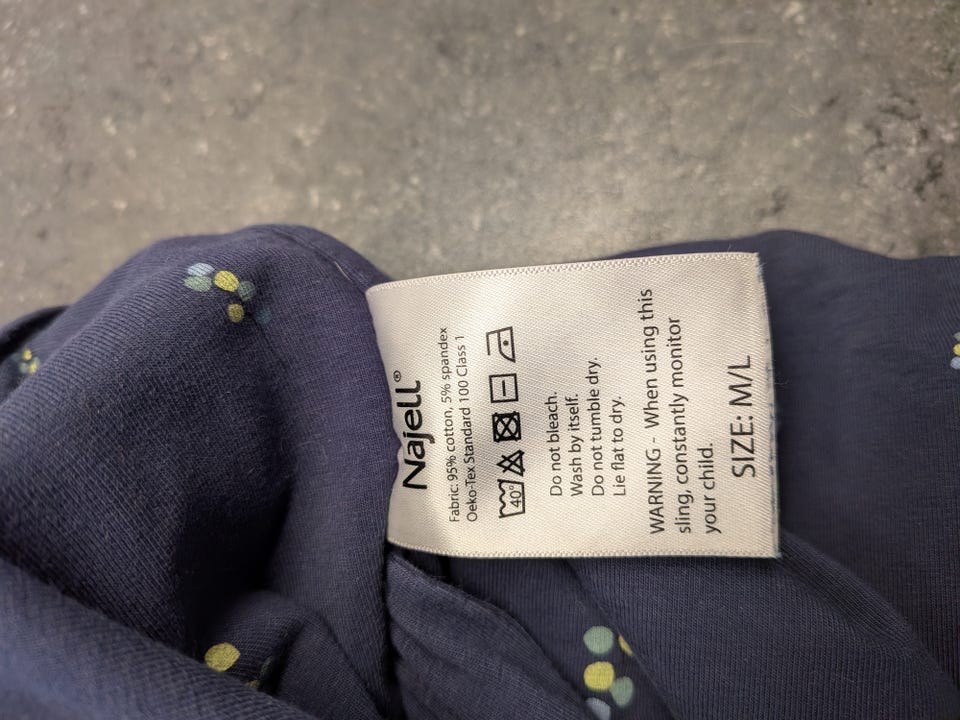 Najell®
Fabric: 95% cotton, 5% spandex
Oeko-Tex Standard 100 Class 1
40°
Do not bleach.
Wash by itself.
Do not tumble dry.
Lie flat to dry.
WARNING - When using this
sling, constantly monitor
your child.
SIZE: M/L